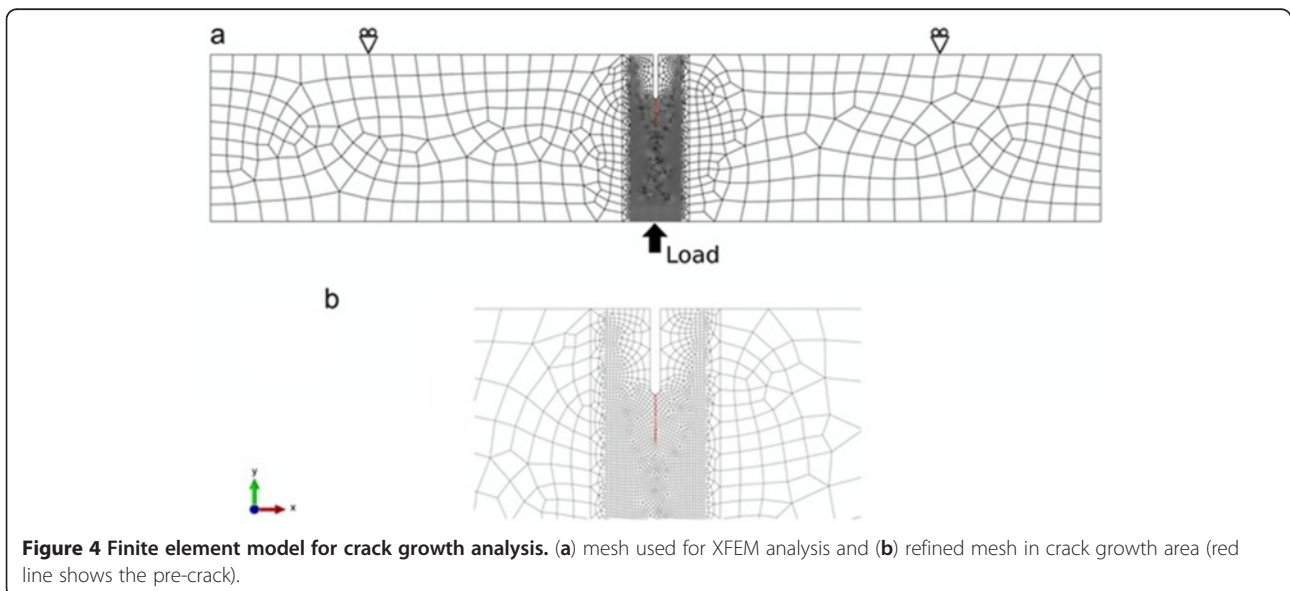 a
Load
b
y
x
Figure 4 Finite element model for crack growth analysis. (a) mesh used for XFEM analysis and (b) refined mesh in crack growth area (red
line shows the pre-crack).